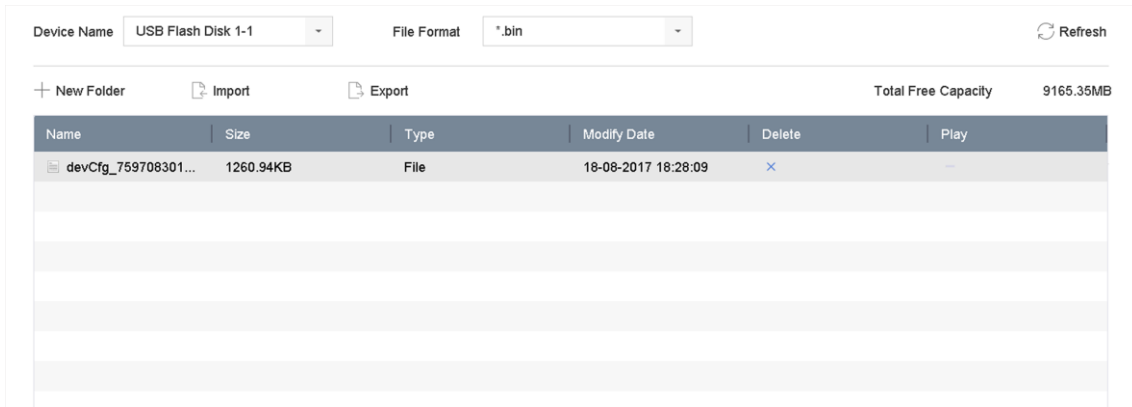 Device Name USB Flash Disk 1-1 File Format *.bin Refresh
New Folder Import Export Total Free Capacity 9165.35MB
Name Size Type Modify Date Delete Play
devCfg_759708301... 1260.94KB File 18-08-2017 18:28:09